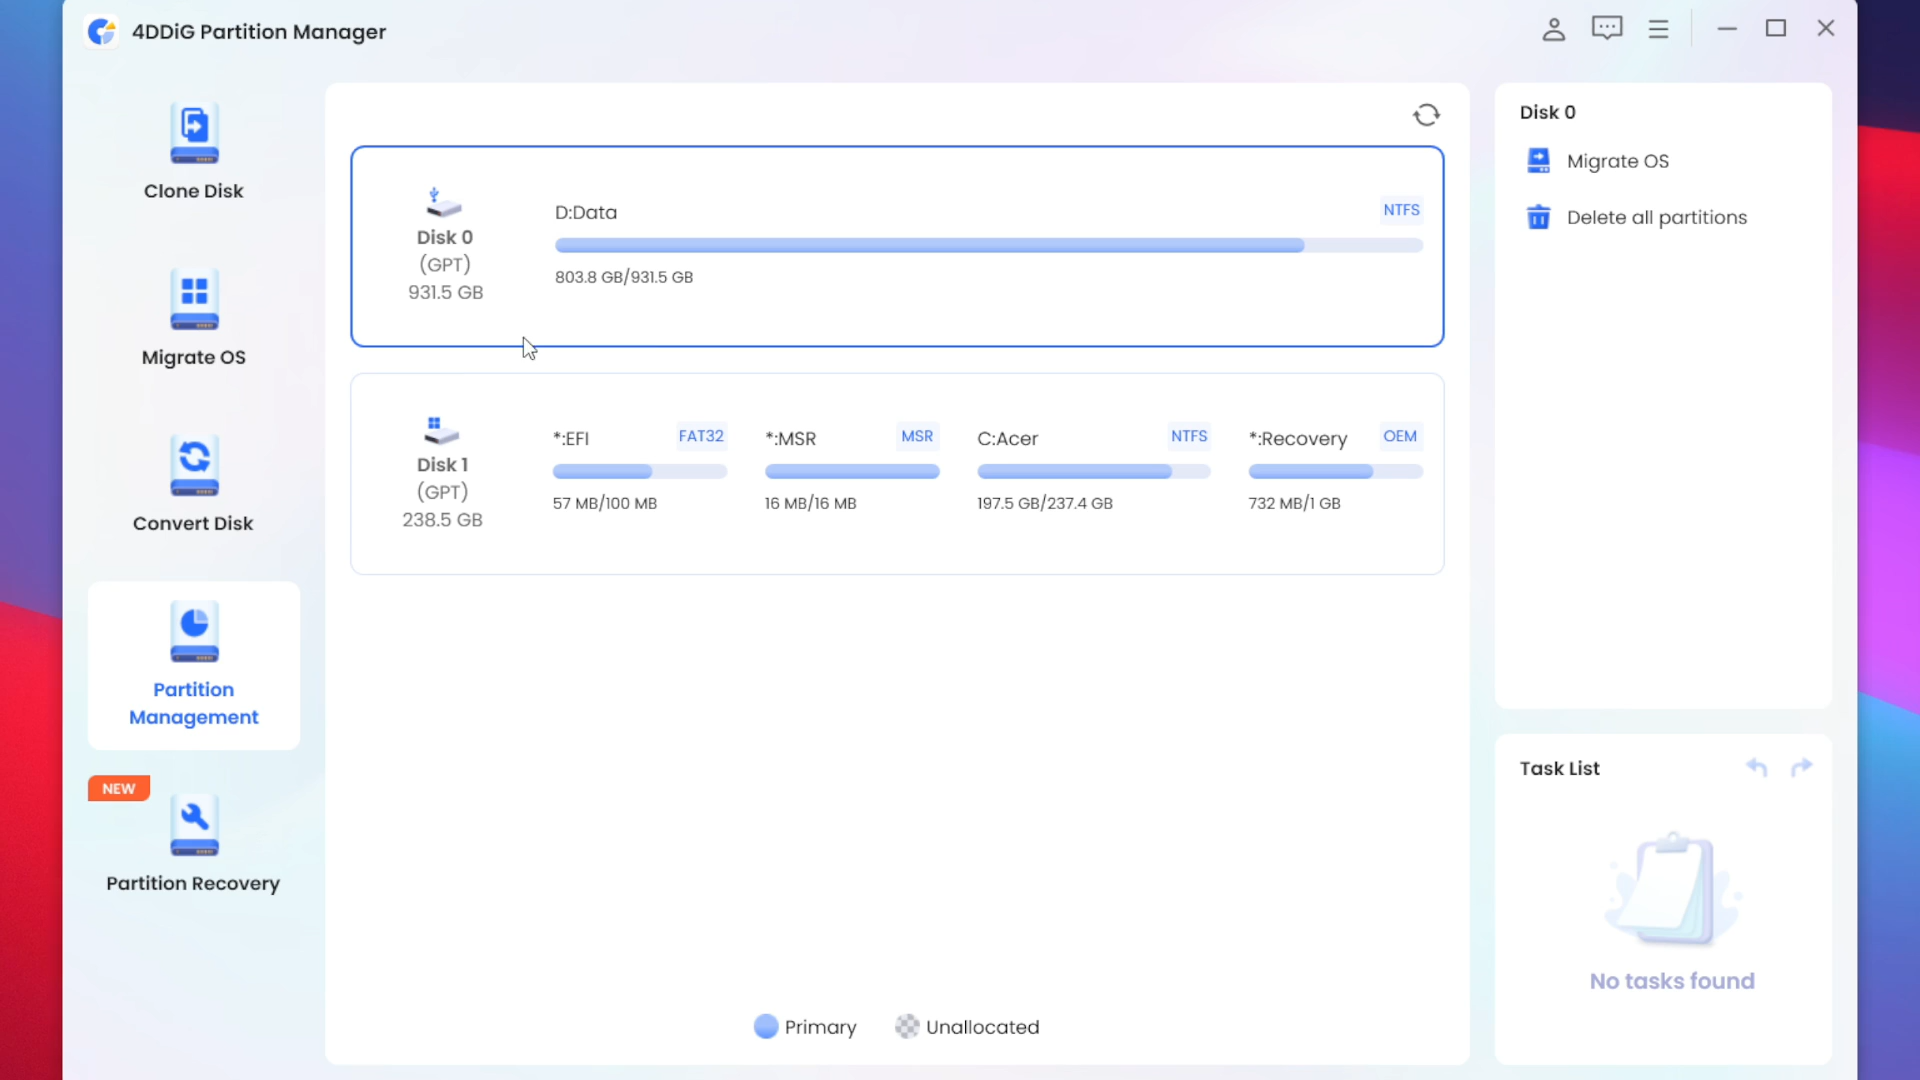 4DDiG Partition Manager
Clone Disk
Migrate OS
Convert Disk
Partition
Management
NEW
Partition Recovery
Disk 0
(GPT)
931.5 GB
D:Data
NTFS
803.8 GB/931.5 GB
Disk 1
(GPT)
238.5 GB
*:EFI
FAT32
57 MB/100 MB
*:MSR
MSR
16 MB/16 MB
C:Acer
NTFS
197.5 GB/237.4 GB
*:Recovery
OEM
732 MB/1 GB
Primary
Unallocated
Disk 0
Migrate OS
Delete all partitions
Task List
No tasks found